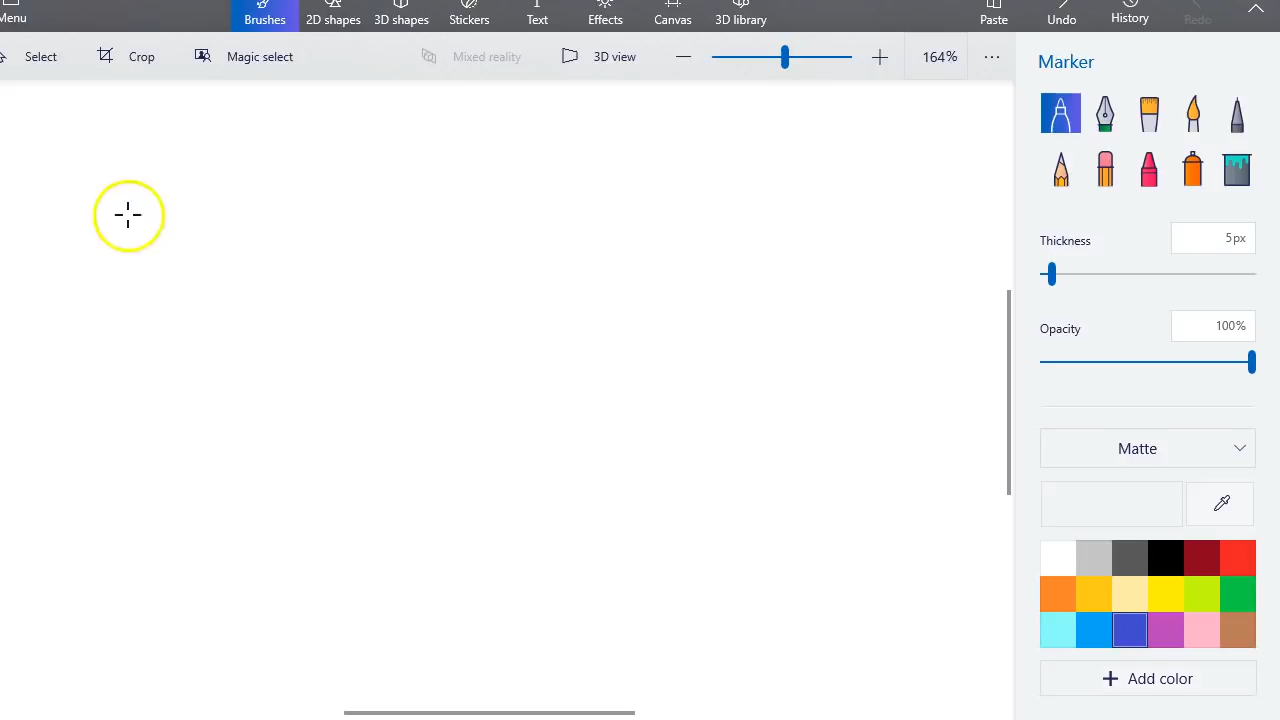 Menu Brushes 2D shapes 3D shapes Stickers Text Effects Canvas 3D library Paste Undo History Redo
Select Crop Magic select Mixed reality 3D view 164%
Marker
Thickness 5px
Opacity 100%
Matte
Add color